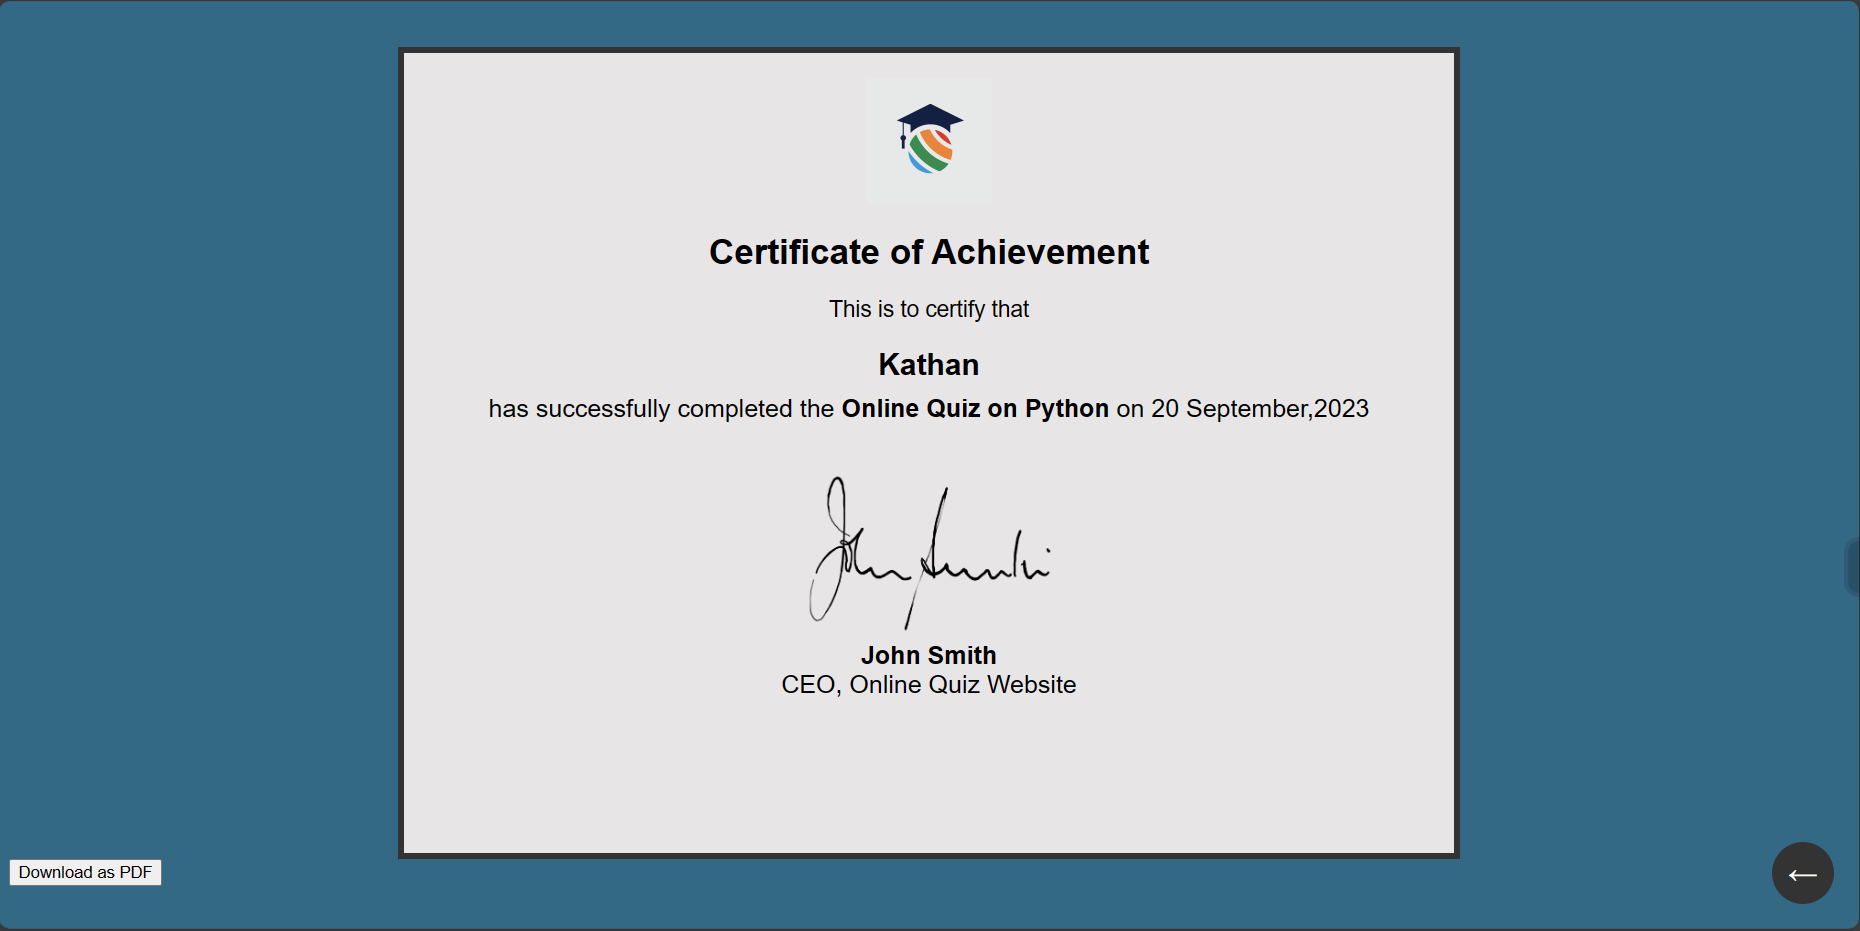 Certificate of Achievement
This is to certify that
Kathan
has successfully completed the Online Quiz on Python on 20 September,2023
John Smith
CEO, Online Quiz Website
Download as PDF
←